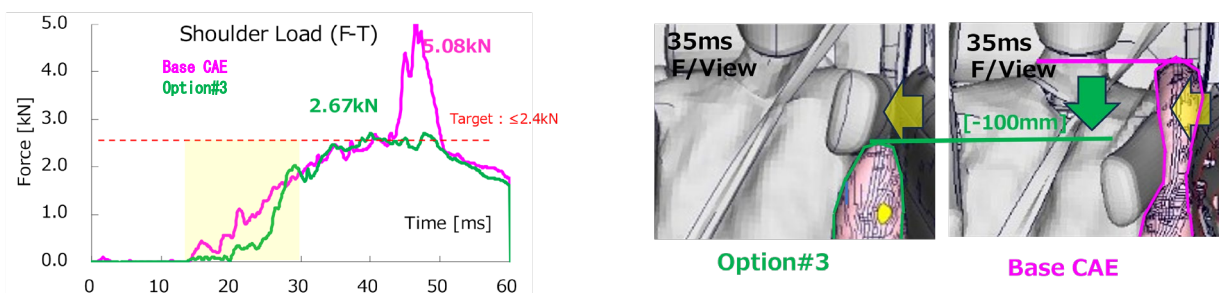 Shoulder Load (F-T)
5.08kN
Base CAE
Option#3
2.67kN
Target : ≤2.4kN
Force [kN]
5.0
4.0
3.0
2.0
1.0
0.0
Time [ms]
0 10 20 30 40 50 60
35ms
F/View
Option#3
35ms
F/View
[-100mm]
Base CAE